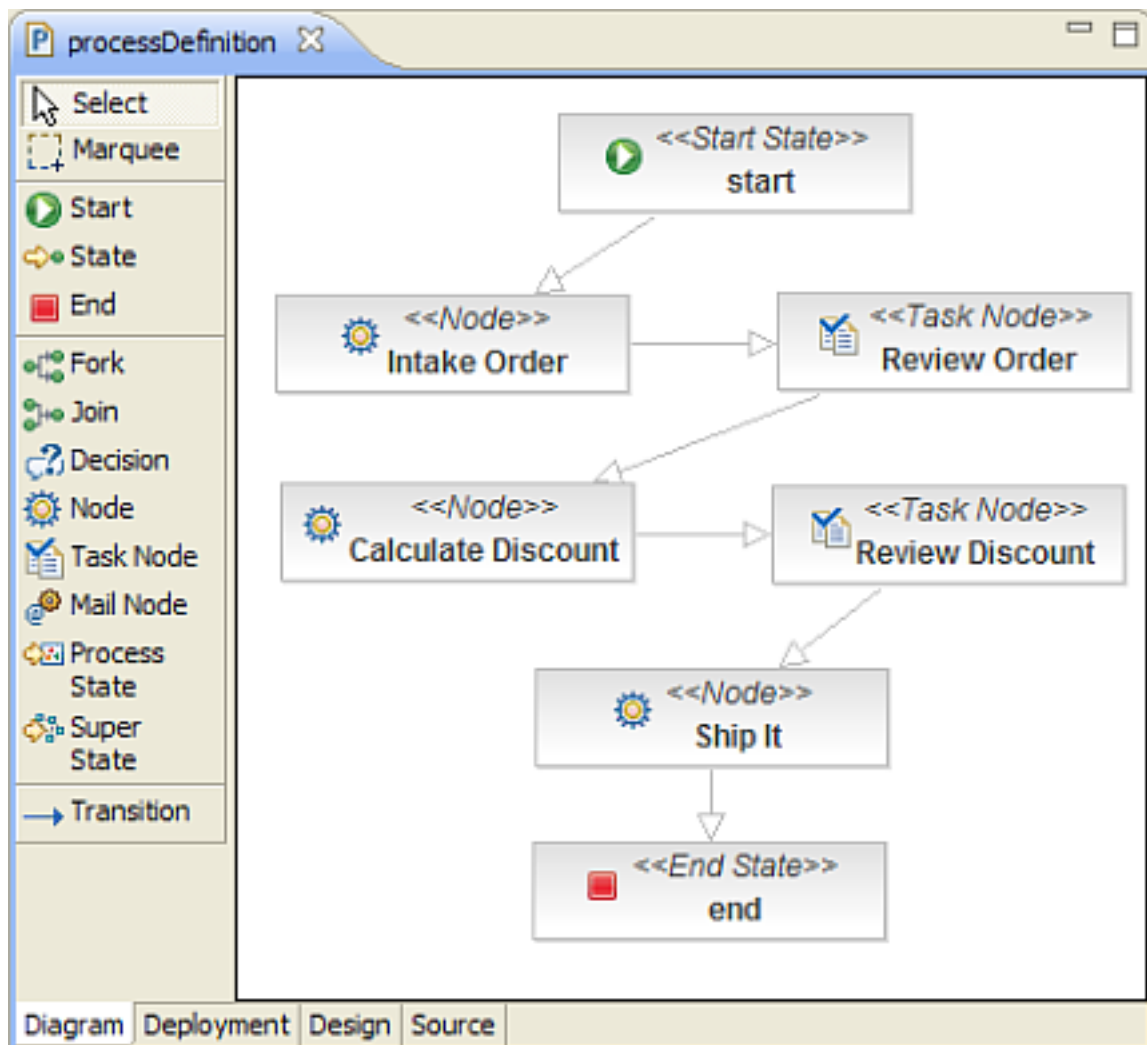 processDefinition
Select
Marquee
Start
State
End
Fork
Join
Decision
Node
Task Node
Mail Node
Process
State
Super
State
Transition
<<Start State>>
start
<<Node>>
Intake Order
<<Task Node>>
Review Order
<<Node>>
Calculate Discount
<<Task Node>>
Review Discount
<<Node>>
Ship It
<<End State>>
end
Diagram Deployment Design Source